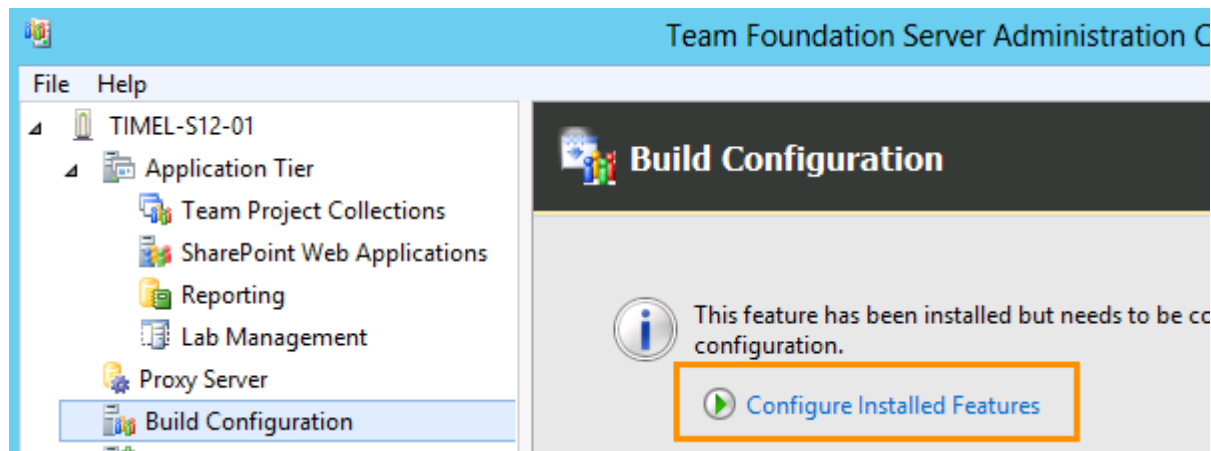 Team Foundation Server Administration C
File Help
TIMEL-S12-01
Application Tier
Team Project Collections
SharePoint Web Applications
Reporting
Lab Management
Proxy Server
Build Configuration
Build Configuration
This feature has been installed but needs to be co
configuration.
Configure Installed Features